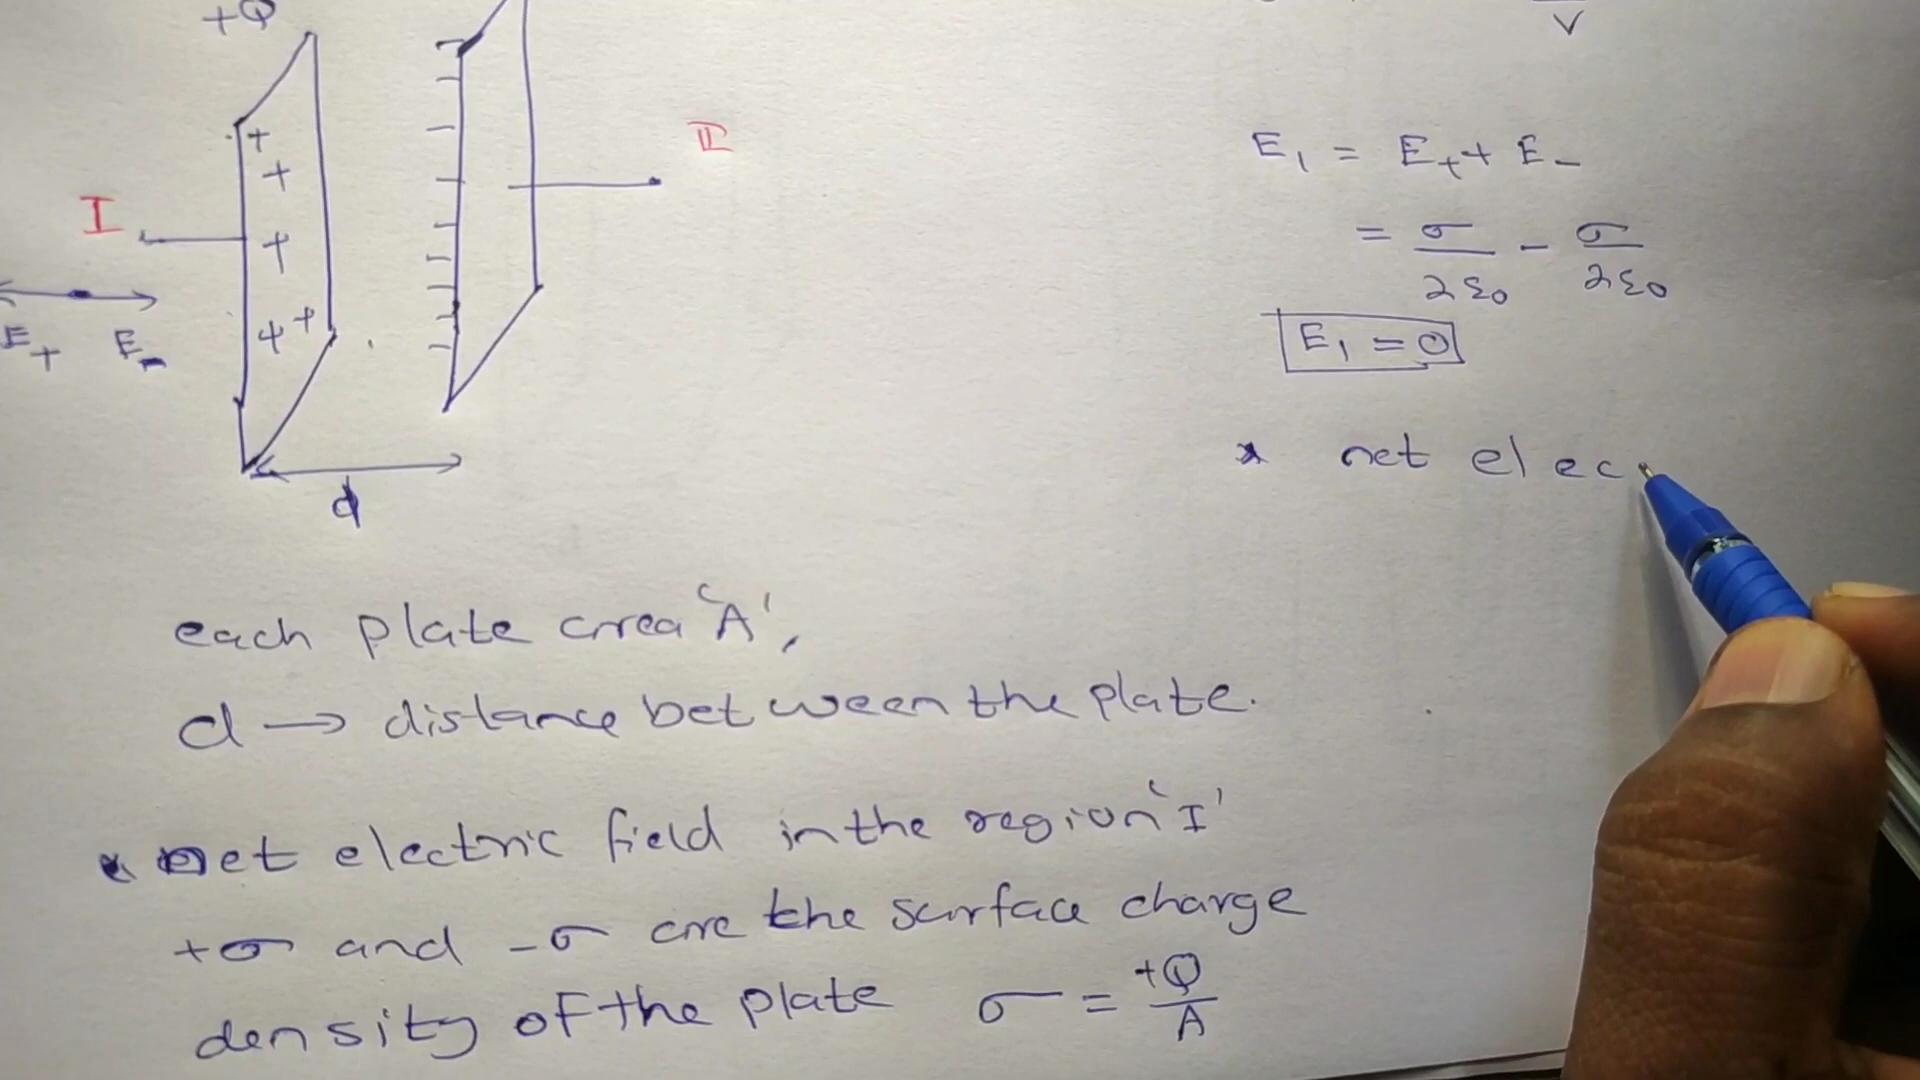 +Q
V
I
II
E₊ E₋
d
E₁ = E₊ + E₋
= σ/2ε₀ - σ/2ε₀
E₁ = 0
* net elec
each plate area 'A',
d → distance between the plate.
* net electric field in the region 'I'
+σ and -σ are the surface charge
density of the plate σ = +Q/A